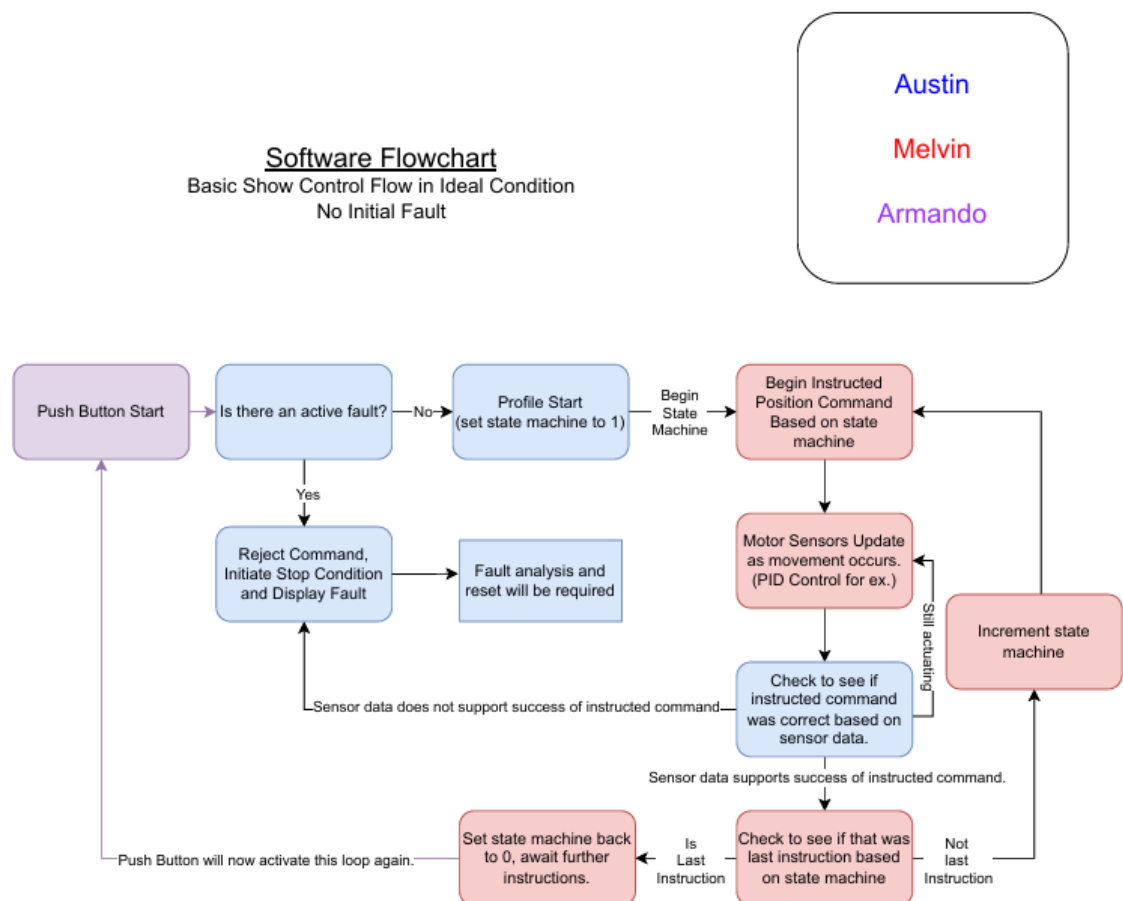 Austin
Melvin
Armando
Software Flowchart
Basic Show Control Flow in Ideal Condition
No Initial Fault
Push Button Start
Is there an active fault?
No
Profile Start
(set state machine to 1)
Begin
State
Machine
Begin Instructed
Position Command
Based on state
machine
Yes
Reject Command,
Initiate Stop Condition
and Display Fault
Fault analysis and
reset will be required
Motor Sensors Update
as movement occurs.
(PID Control for ex.)
Still actuating
Increment state
machine
Check to see if
instructed command
was correct based on
sensor data.
Sensor data does not support success of instructed command
Sensor data supports success of instructed command.
Push Button will now activate this loop again.
Set state machine back
to 0, await further
instructions.
Is
Last
Instruction
Check to see if that was
last instruction based
on state machine
Not
last
Instruction